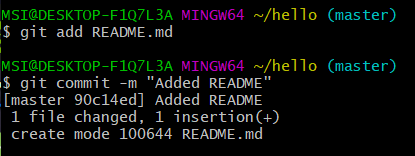 MSI@DESKTOP-F1Q7L3A MINGW64 ~/hello (master)
$ git add README.md
MSI@DESKTOP-F1Q7L3A MINGW64 ~/hello (master)
$ git commit -m "Added README"
[master 90c14ed] Added README
 1 file changed, 1 insertion(+)
 create mode 100644 README.md